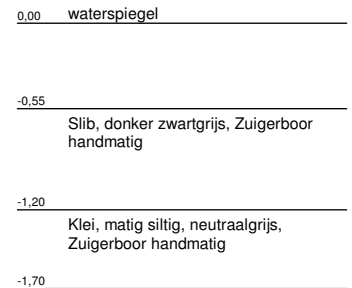 0,00 waterspiegel
-0,55
Slib, donker zwartgrijs, Zuigerboor
handmatig
-1,20
Klei, matig siltig, neutraalgrijs,
Zuigerboor handmatig
-1,70